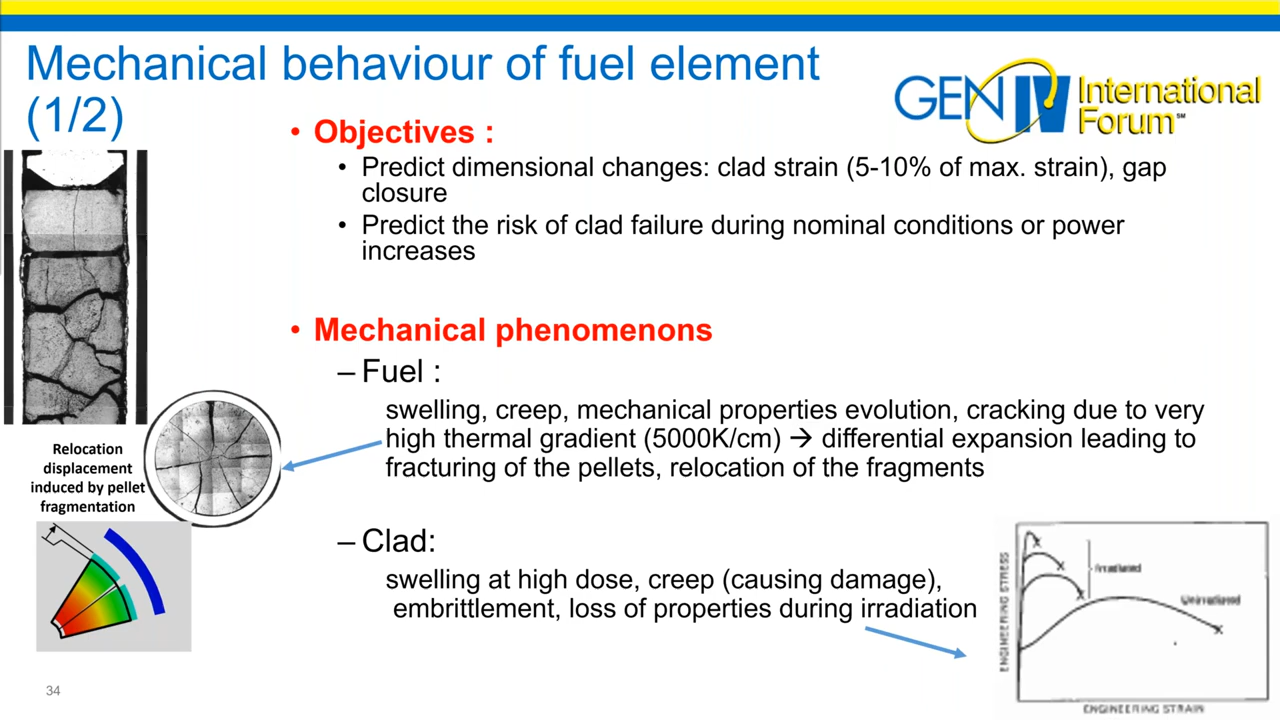 Mechanical behaviour of fuel element
(1/2)
GEN IV International
Forum℠
• Objectives :
• Predict dimensional changes: clad strain (5-10% of max. strain), gap
closure
• Predict the risk of clad failure during nominal conditions or power
increases
• Mechanical phenomenons
– Fuel :
swelling, creep, mechanical properties evolution, cracking due to very
high thermal gradient (5000K/cm) → differential expansion leading to
fracturing of the pellets, relocation of the fragments
Relocation
displacement
induced by pellet
fragmentation
– Clad:
swelling at high dose, creep (causing damage),
embrittlement, loss of properties during irradiation
ENGINEERING STRESS
Irradiated
Unirradiated
ENGINEERING STRAIN
34